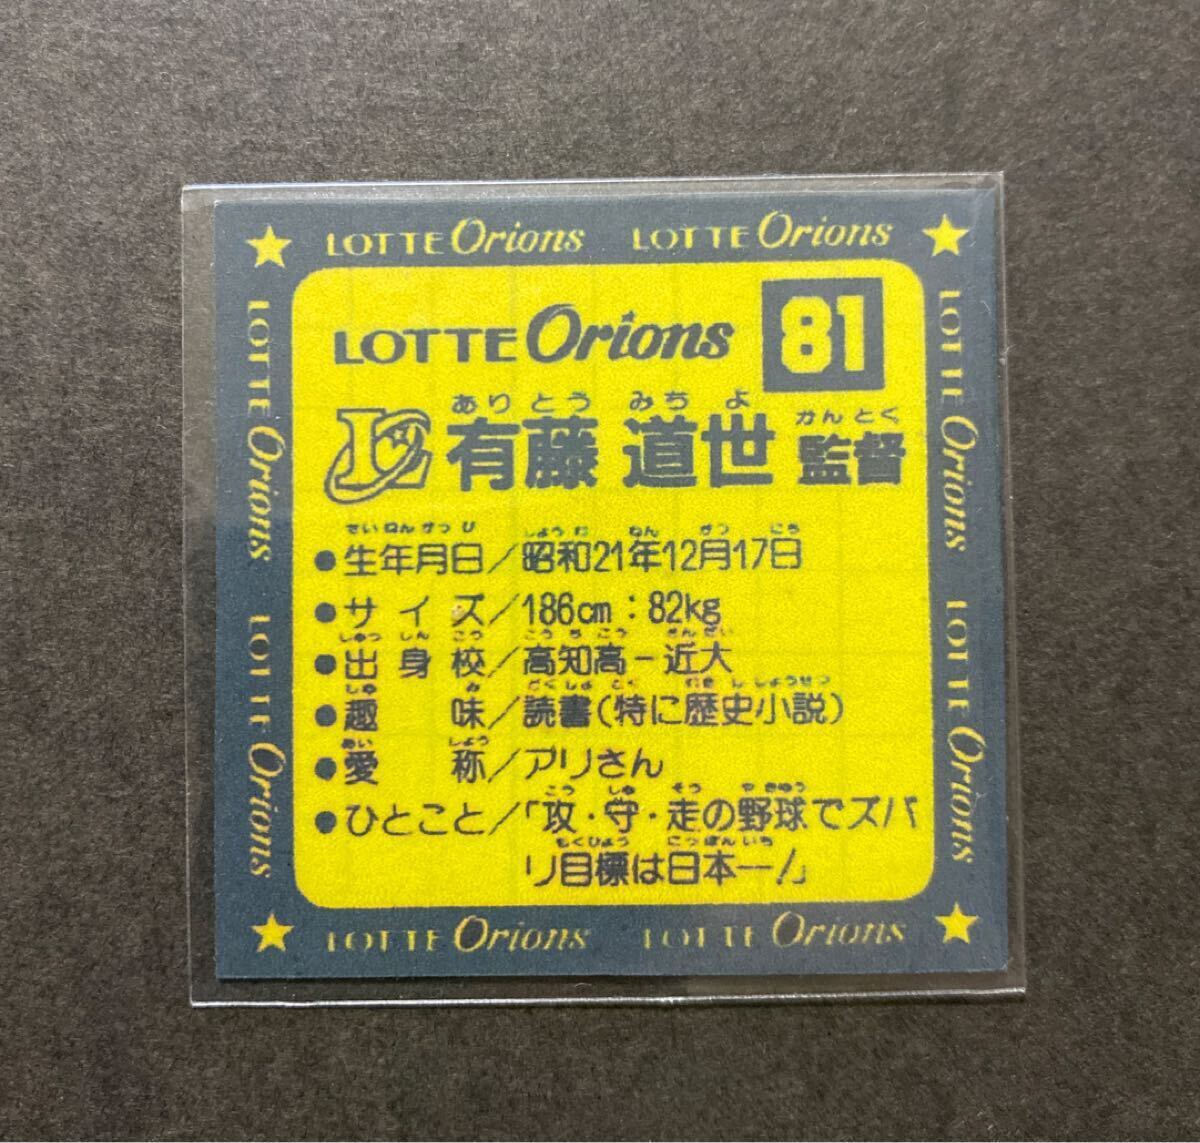 LOTTE Orions LOTTE Orions
LOTTE Orions
LOTTE Orions
LOTTE Orions
LOTTE Orions
LOTTE Orions 81
ありとう みちよ かんとく
有藤 道世 監督
せいねんがっぴ しょうわ ねん がつ にち
●生年月日/昭和21年12月17日
●サイズ/186cm:82kg
しゅっしんこう こうちこう きんだい
●出身校/高知高-近大
しゅ み どくしょ とく れきししょうせつ
●趣味/読書(特に歴史小説)
あい しょう
●愛称/アリさん
こう しゅ そう やきゅう
●ひとこと/「攻・守・走の野球でズバ
もくひょう にっぽんいち
リ目標は日本一!」
LOTTE Orions LOTTE Orions